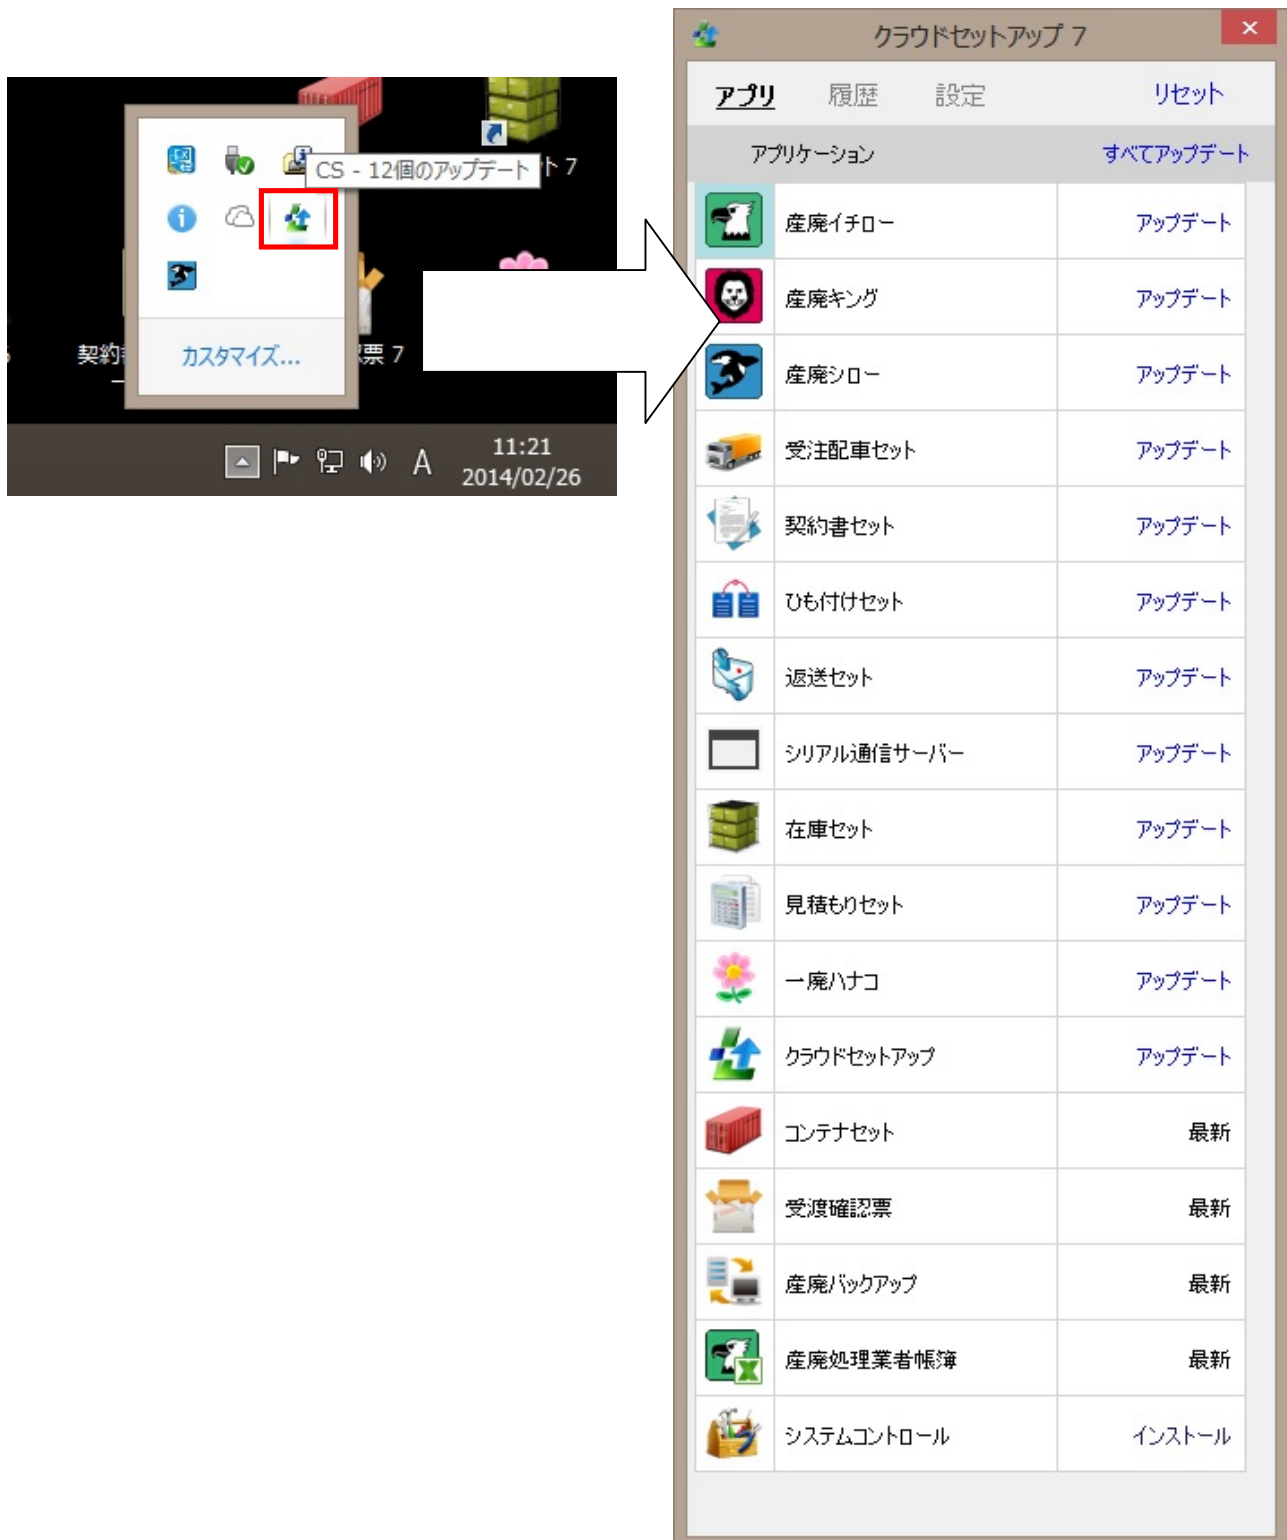 CS - 12個のアップデート
ト 7
契約
票 7
カスタマイズ...
A
11:21
2014/02/26
クラウドセットアップ 7
アプリ 履歴 設定 リセット
アプリケーション すべてアップデート
産廃イチロー アップデート
産廃キング アップデート
産廃シロー アップデート
受注配車セット アップデート
契約書セット アップデート
ひも付けセット アップデート
返送セット アップデート
シリアル通信サーバー アップデート
在庫セット アップデート
見積もりセット アップデート
一廃ハナコ アップデート
クラウドセットアップ アップデート
コンテナセット 最新
受渡確認票 最新
産廃バックアップ 最新
産廃処理業者帳簿 最新
システムコントロール インストール